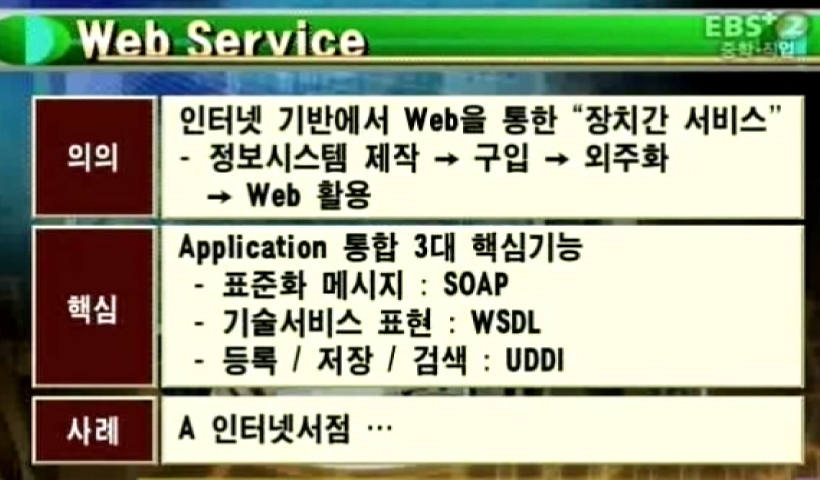 Web Service
EBS+2
중학·직업
의의
인터넷 기반에서 Web을 통한 “장치간 서비스”
- 정보시스템 제작 → 구입 → 외주화
→ Web 활용
핵심
Application 통합 3대 핵심기능
- 표준화 메시지 : SOAP
- 기술서비스 표현 : WSDL
- 등록 / 저장 / 검색 : UDDI
사례
A 인터넷서점 …